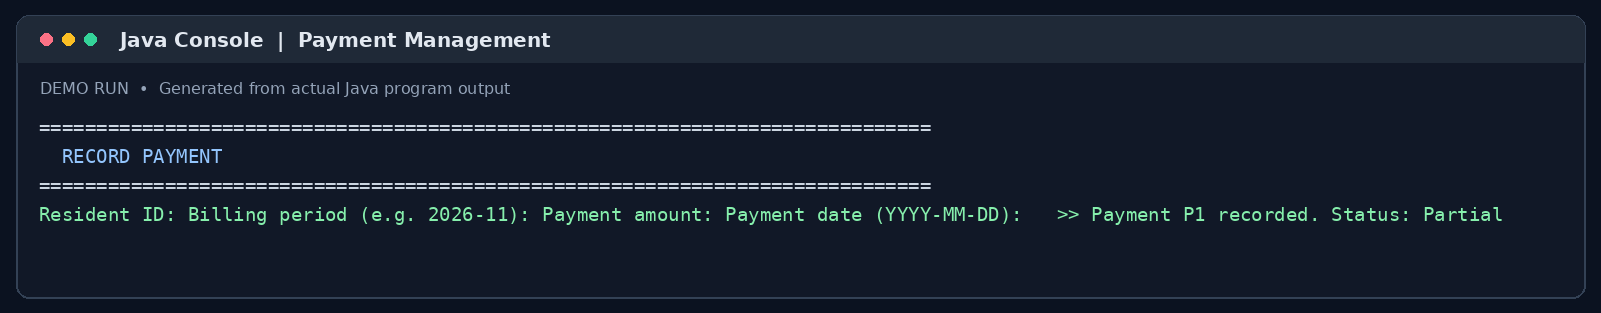 Java Console | Payment Management
DEMO RUN • Generated from actual Java program output
==============================================================================
RECORD PAYMENT
==============================================================================
Resident ID: Billing period (e.g. 2026-11): Payment amount: Payment date (YYYY-MM-DD):   >> Payment P1 recorded. Status: Partial